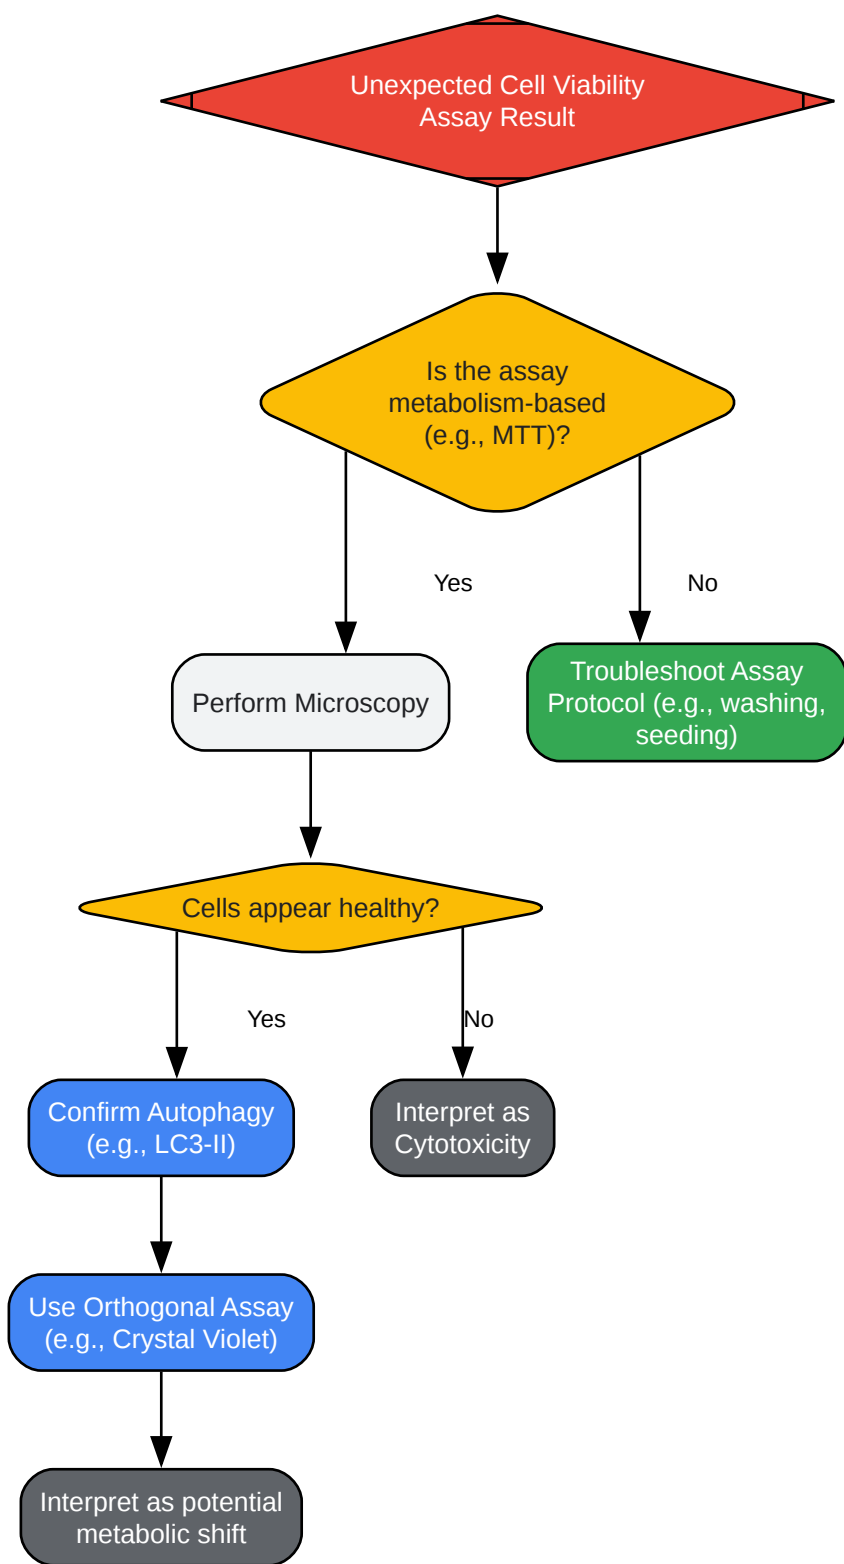 Unexpected Cell Viability
Assay Result
Is the assay
metabolism-based
(e.g., MTT)?
Yes
No
Perform Microscopy
Troubleshoot Assay
Protocol (e.g., washing,
seeding)
Cells appear healthy?
Yes
No
Confirm Autophagy
(e.g., LC3-II)
Interpret as
Cytotoxicity
Use Orthogonal Assay
(e.g., Crystal Violet)
Interpret as potential
metabolic shift